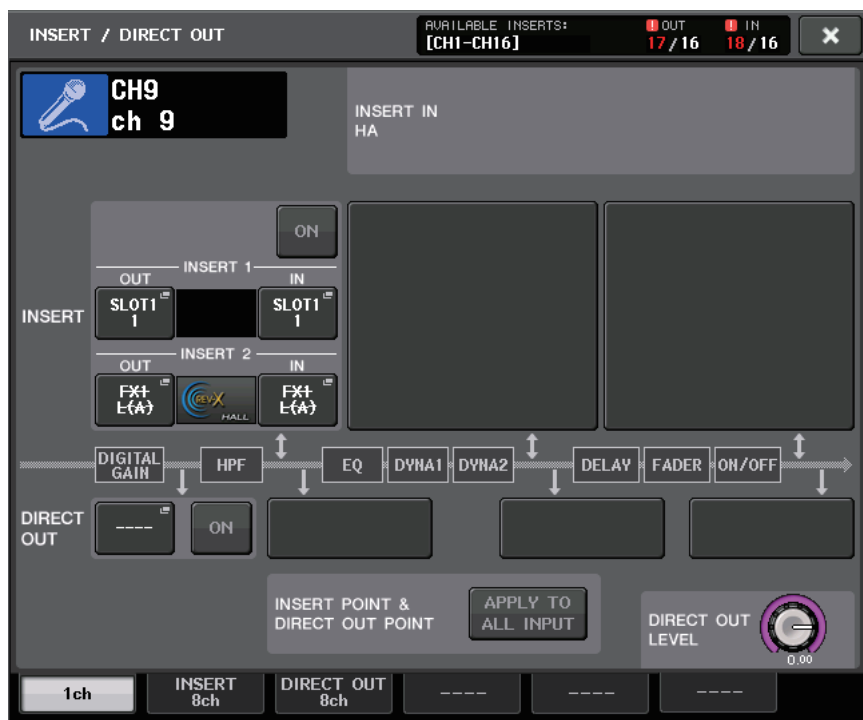 INSERT / DIRECT OUT
AVAILABLE INSERTS:
[CH1-CH16]
! OUT
17/16
! IN
18/16
×
CH9
ch 9
INSERT IN
HA
ON
INSERT 1
OUT
IN
INSERT
SLOT1
1
SLOT1
1
INSERT 2
OUT
IN
FX1
L(A)
REV-X
HALL
FX1
L(A)
DIGITAL
GAIN
HPF
EQ
DYNA1
DYNA2
DELAY
FADER
ON/OFF
DIRECT
OUT
----
ON
INSERT POINT &
DIRECT OUT POINT
APPLY TO
ALL INPUT
DIRECT OUT
LEVEL
0.00
1ch
INSERT
8ch
DIRECT OUT
8ch
----
----
----